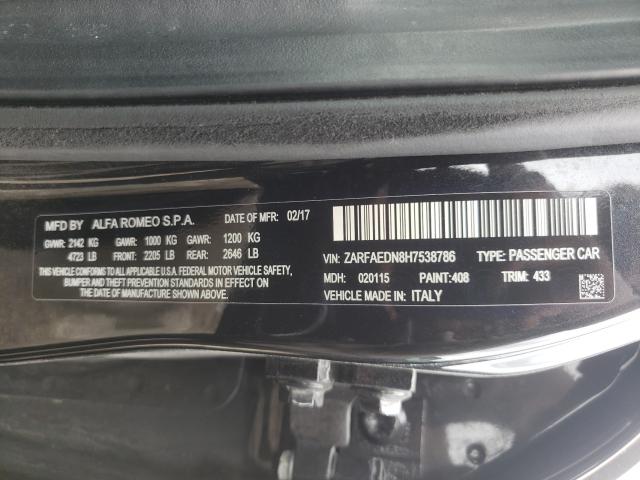 MFD BY ALFA ROMEO S.P.A. DATE OF MFR: 02/17
GVWR: 2142 KG GAWR: 1000 KG GAWR: 1200 KG
4723 LB FRONT: 2205 LB REAR: 2646 LB
THIS VEHICLE CONFORMS TO ALL APPLICABLE U.S.A. FEDERAL MOTOR VEHICLE SAFETY,
BUMPER AND THEFT PREVENTION STANDARDS IN EFFECT ON THE DATE OF MANUFACTURE SHOWN ABOVE.
VIN: ZARFAEDN8H7538786 TYPE: PASSENGER CAR
MDH: 020115 PAINT: 408 TRIM: 433
VEHICLE MADE IN: ITALY